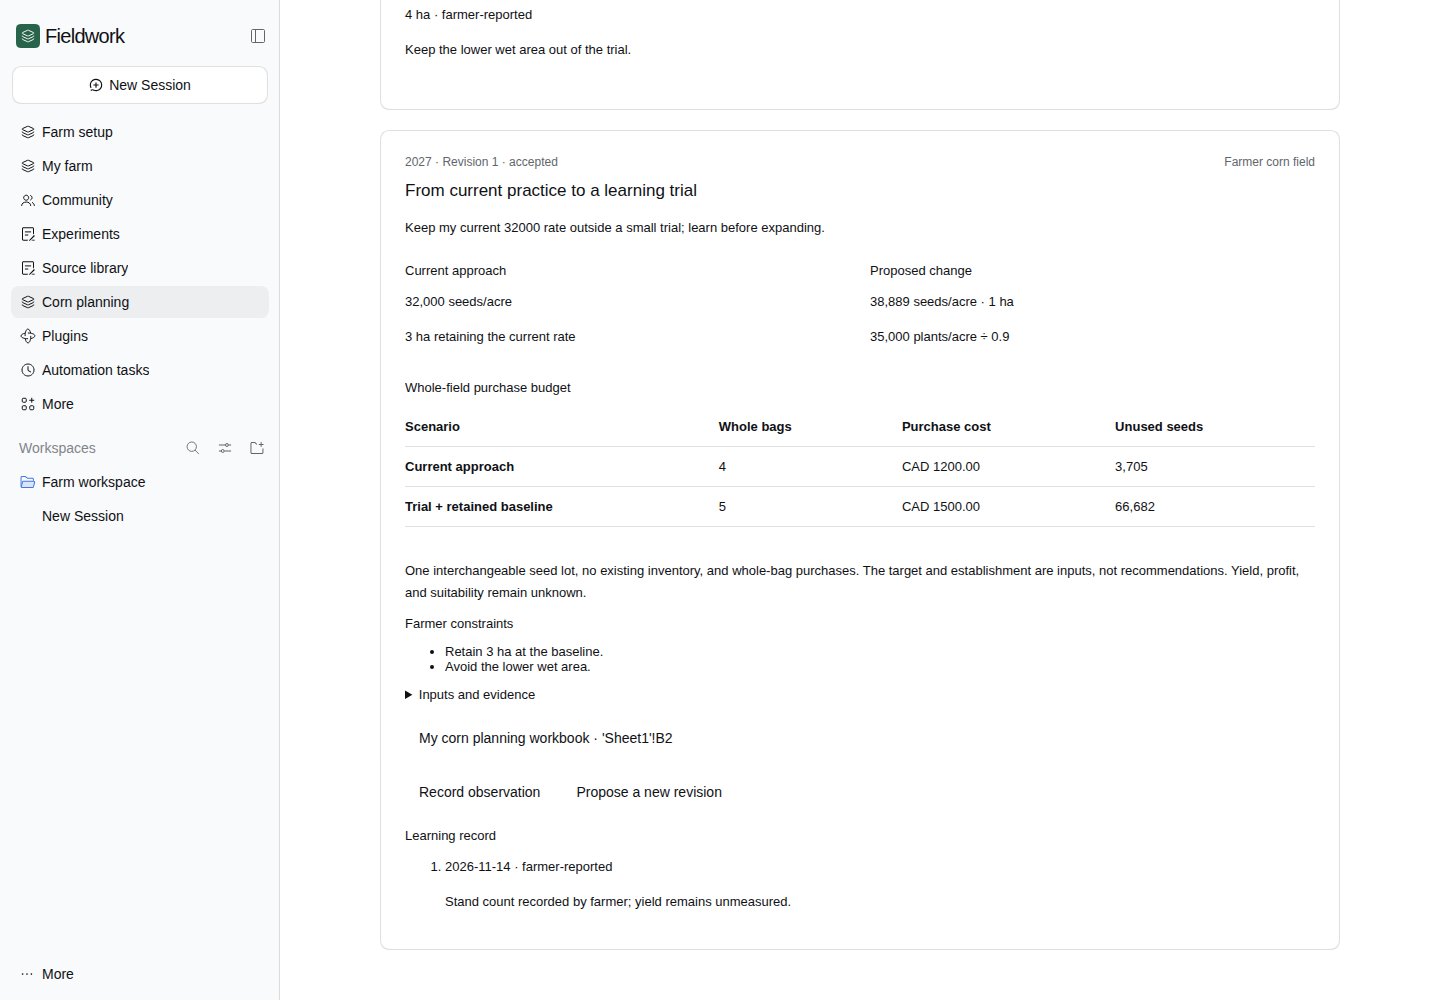 Fieldwork
New Session
Farm setup
My farm
Community
Experiments
Source library
Corn planning
Plugins
Automation tasks
More
Workspaces
Farm workspace
New Session
More
4 ha · farmer-reported
Keep the lower wet area out of the trial.
2027 · Revision 1 · accepted
Farmer corn field
From current practice to a learning trial
Keep my current 32000 rate outside a small trial; learn before expanding.
Current approach
32,000 seeds/acre
3 ha retaining the current rate
Proposed change
38,889 seeds/acre · 1 ha
35,000 plants/acre ÷ 0.9
Whole-field purchase budget
Scenario Whole bags Purchase cost Unused seeds
Current approach 4 CAD 1200.00 3,705
Trial + retained baseline 5 CAD 1500.00 66,682
One interchangeable seed lot, no existing inventory, and whole-bag purchases. The target and establishment are inputs, not recommendations. Yield, profit,
and suitability remain unknown.
Farmer constraints
• Retain 3 ha at the baseline.
• Avoid the lower wet area.
Inputs and evidence
My corn planning workbook · 'Sheet1'!B2
Record observation Propose a new revision
Learning record
1. 2026-11-14 · farmer-reported
Stand count recorded by farmer; yield remains unmeasured.